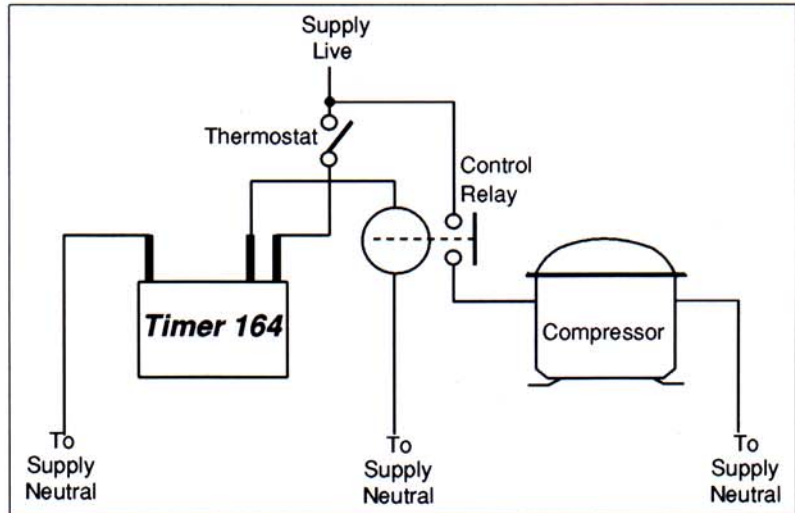 Supply
Live
Thermostat
Control
Relay
Timer 164
Compressor
To
Supply
Neutral
To
Supply
Neutral
To
Supply
Neutral